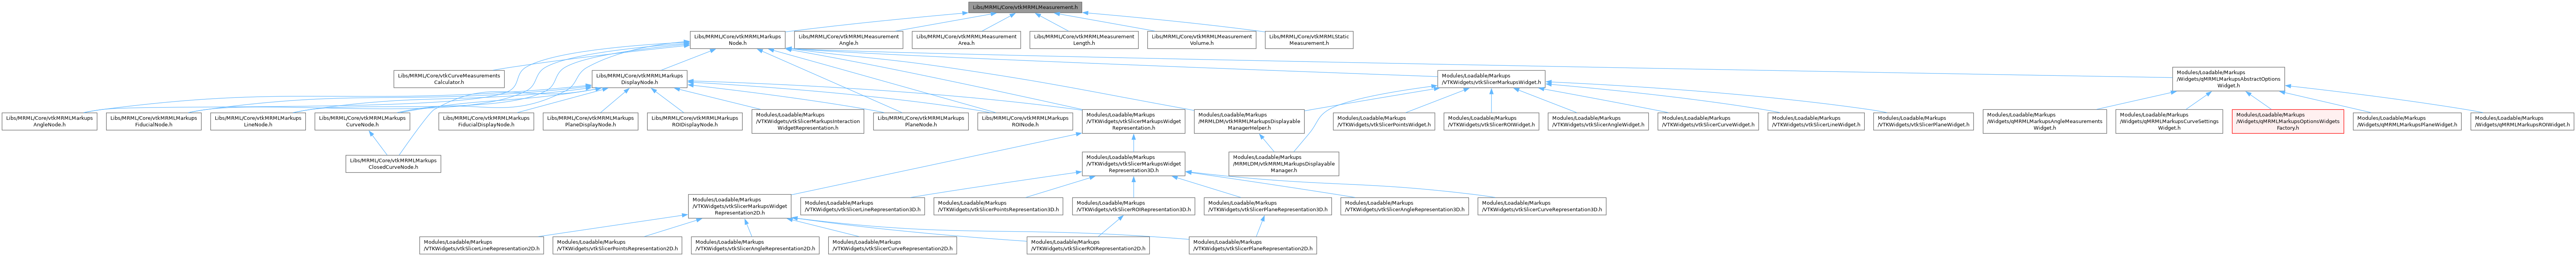 Libs/MRML/Core/vtkMRMLMeasurement.h
Libs/MRML/Core/vtkMRMLMarkups
Node.h
Libs/MRML/Core/vtkMRMLMeasurement
Angle.h
Libs/MRML/Core/vtkMRMLMeasurement
Area.h
Libs/MRML/Core/vtkMRMLMeasurement
Length.h
Libs/MRML/Core/vtkMRMLMeasurement
Volume.h
Libs/MRML/Core/vtkMRMLStatic
Measurement.h
Libs/MRML/Core/vtkCurveMeasurements
Calculator.h
Libs/MRML/Core/vtkMRMLMarkups
DisplayNode.h
Modules/Loadable/Markups
/VTKWidgets/vtkSlicerMarkupsWidget.h
Modules/Loadable/Markups
/Widgets/qMRMLMarkupsAbstractOptions
Widget.h
Libs/MRML/Core/vtkMRMLMarkups
AngleNode.h
Libs/MRML/Core/vtkMRMLMarkups
FiducialNode.h
Libs/MRML/Core/vtkMRMLMarkups
LineNode.h
Libs/MRML/Core/vtkMRMLMarkups
CurveNode.h
Libs/MRML/Core/vtkMRMLMarkups
FiducialDisplayNode.h
Libs/MRML/Core/vtkMRMLMarkups
PlaneDisplayNode.h
Libs/MRML/Core/vtkMRMLMarkups
ROIDisplayNode.h
Modules/Loadable/Markups
/VTKWidgets/vtkSlicerMarkupsInteraction
WidgetRepresentation.h
Libs/MRML/Core/vtkMRMLMarkups
PlaneNode.h
Libs/MRML/Core/vtkMRMLMarkups
ROINode.h
Modules/Loadable/Markups
/VTKWidgets/vtkSlicerMarkupsWidget
Representation.h
Modules/Loadable/Markups
/MRMLDM/vtkMRMLMarkupsDisplayable
ManagerHelper.h
Modules/Loadable/Markups
/VTKWidgets/vtkSlicerPointsWidget.h
Modules/Loadable/Markups
/VTKWidgets/vtkSlicerROIWidget.h
Modules/Loadable/Markups
/VTKWidgets/vtkSlicerAngleWidget.h
Modules/Loadable/Markups
/VTKWidgets/vtkSlicerCurveWidget.h
Modules/Loadable/Markups
/VTKWidgets/vtkSlicerLineWidget.h
Modules/Loadable/Markups
/VTKWidgets/vtkSlicerPlaneWidget.h
Modules/Loadable/Markups
/Widgets/qMRMLMarkupsAngleMeasurements
Widget.h
Modules/Loadable/Markups
/Widgets/qMRMLMarkupsCurveSettings
Widget.h
Modules/Loadable/Markups
/Widgets/qMRMLMarkupsOptionsWidgets
Factory.h
Modules/Loadable/Markups
/Widgets/qMRMLMarkupsPlaneWidget.h
Modules/Loadable/Markups
/Widgets/qMRMLMarkupsROIWidget.h
Libs/MRML/Core/vtkMRMLMarkups
ClosedCurveNode.h
Modules/Loadable/Markups
/VTKWidgets/vtkSlicerMarkupsWidget
Representation3D.h
Modules/Loadable/Markups
/MRMLDM/vtkMRMLMarkupsDisplayable
Manager.h
Modules/Loadable/Markups
/VTKWidgets/vtkSlicerMarkupsWidget
Representation2D.h
Modules/Loadable/Markups
/VTKWidgets/vtkSlicerLineRepresentation3D.h
Modules/Loadable/Markups
/VTKWidgets/vtkSlicerPointsRepresentation3D.h
Modules/Loadable/Markups
/VTKWidgets/vtkSlicerROIRepresentation3D.h
Modules/Loadable/Markups
/VTKWidgets/vtkSlicerPlaneRepresentation3D.h
Modules/Loadable/Markups
/VTKWidgets/vtkSlicerAngleRepresentation3D.h
Modules/Loadable/Markups
/VTKWidgets/vtkSlicerCurveRepresentation3D.h
Modules/Loadable/Markups
/VTKWidgets/vtkSlicerLineRepresentation2D.h
Modules/Loadable/Markups
/VTKWidgets/vtkSlicerPointsRepresentation2D.h
Modules/Loadable/Markups
/VTKWidgets/vtkSlicerAngleRepresentation2D.h
Modules/Loadable/Markups
/VTKWidgets/vtkSlicerCurveRepresentation2D.h
Modules/Loadable/Markups
/VTKWidgets/vtkSlicerROIRepresentation2D.h
Modules/Loadable/Markups
/VTKWidgets/vtkSlicerPlaneRepresentation2D.h